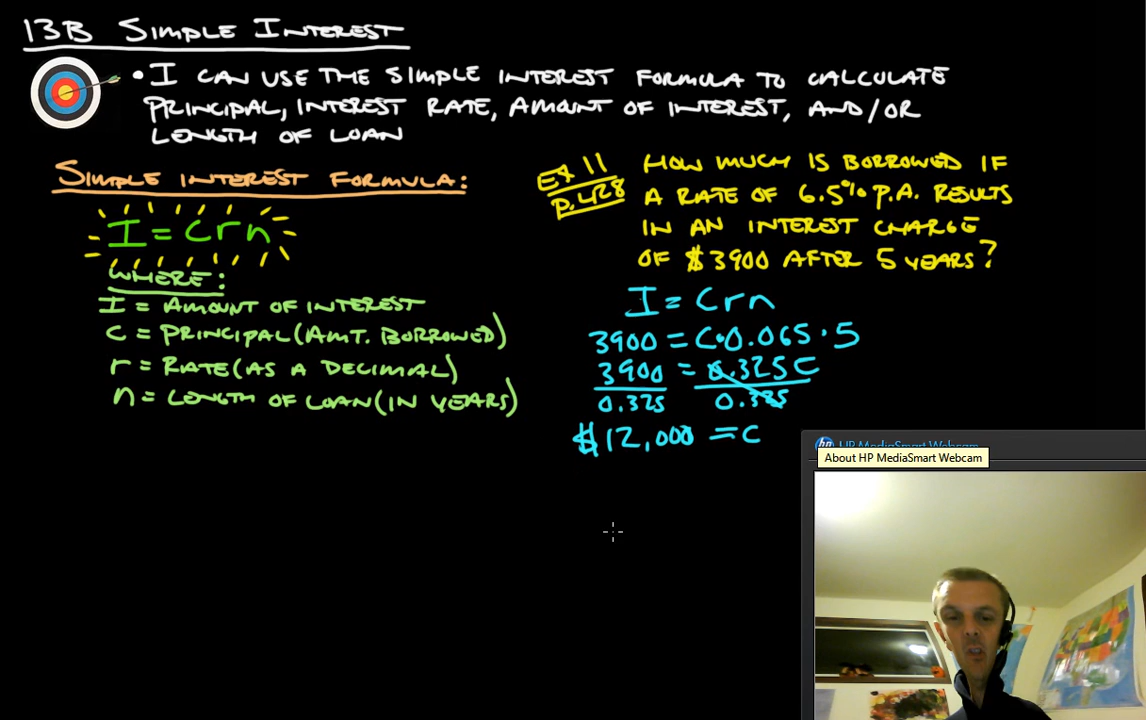 13B SIMPLE INTEREST
• I CAN USE THE SIMPLE INTEREST FORMULA TO CALCULATE
PRINCIPAL, INTEREST RATE, AMOUNT OF INTEREST, AND/OR
LENGTH OF LOAN
SIMPLE INTEREST FORMULA:
I = Crn
WHERE:
I = AMOUNT OF INTEREST
C = PRINCIPAL (AMT. BORROWED)
r = RATE (AS A DECIMAL)
n = LENGTH OF LOAN (IN YEARS)
EX 11
P.428
HOW MUCH IS BORROWED IF
A RATE OF 6.5% P.A. RESULTS
IN AN INTEREST CHARGE
OF $3900 AFTER 5 YEARS?
I = Crn
3900 = C·0.065·5
3900 = 0.325C
0.325 0.325
$12,000 = C
hp HP MediaSmart Webcam
About HP MediaSmart Webcam